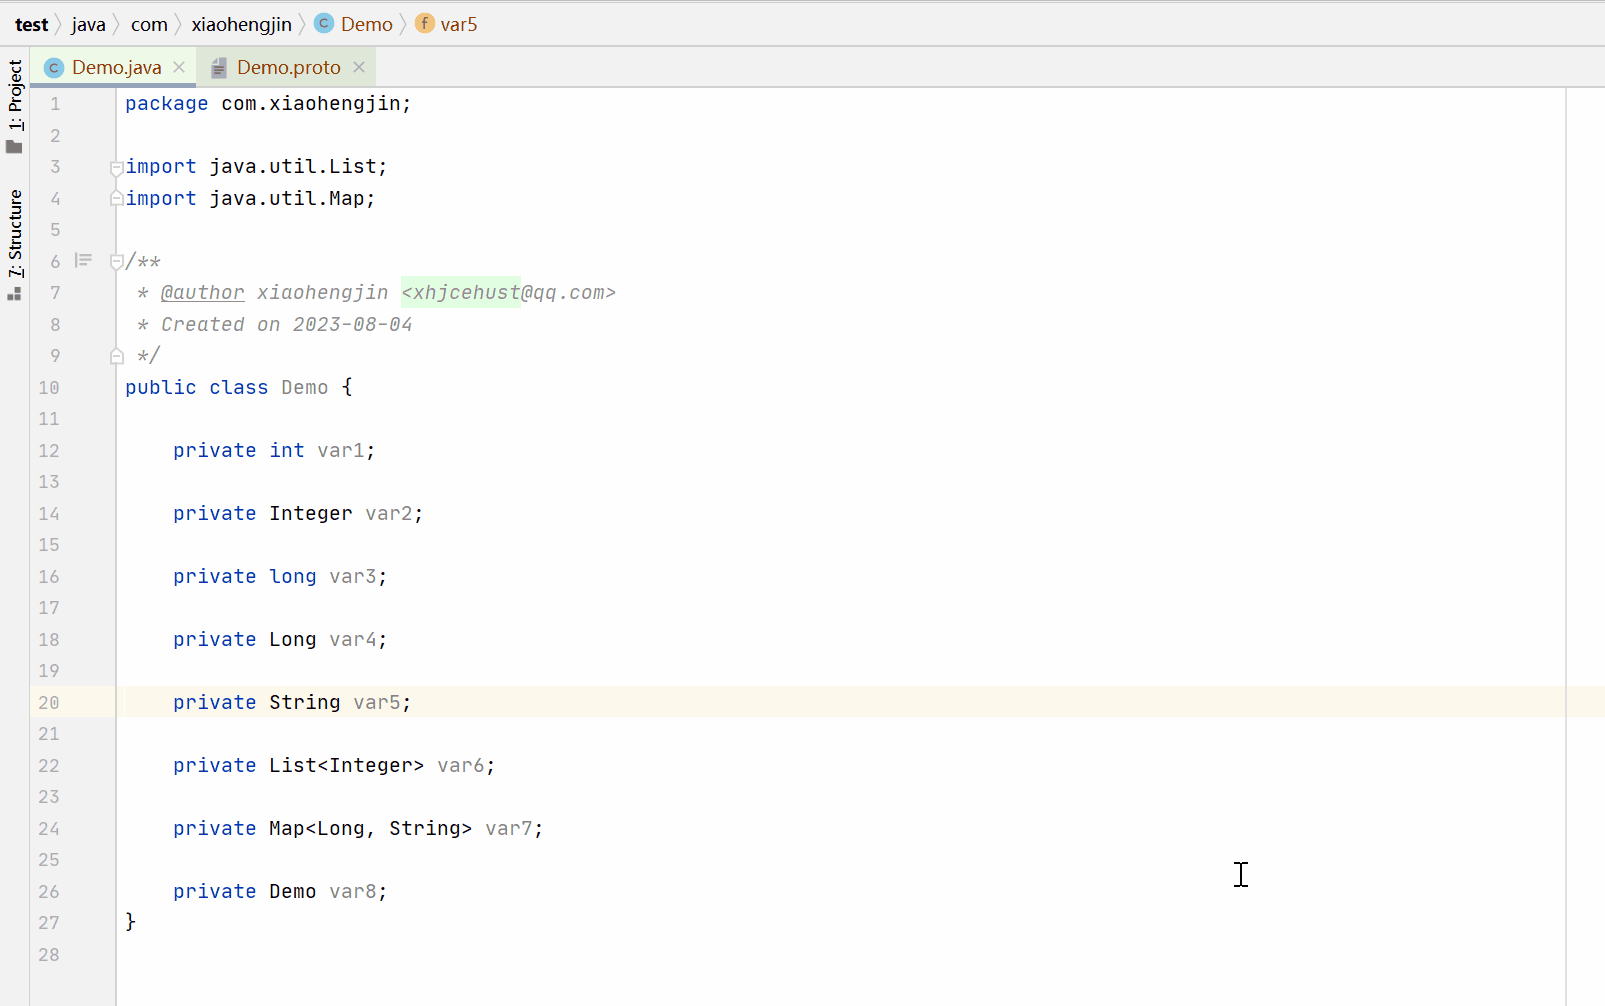 test java com xiaohengjin C Demo f var5
1: Project
7: Structure
C Demo.java × Demo.proto ×
1 package com.xiaohengjin;
2
3 import java.util.List;
4 import java.util.Map;
5
6 /**
7  * @author xiaohengjin <xhjcehust@qq.com>
8  * Created on 2023-08-04
9  */
10 public class Demo {
11
12     private int var1;
13
14     private Integer var2;
15
16     private long var3;
17
18     private Long var4;
19
20     private String var5;
21
22     private List<Integer> var6;
23
24     private Map<Long, String> var7;
25
26     private Demo var8;
27 }
28